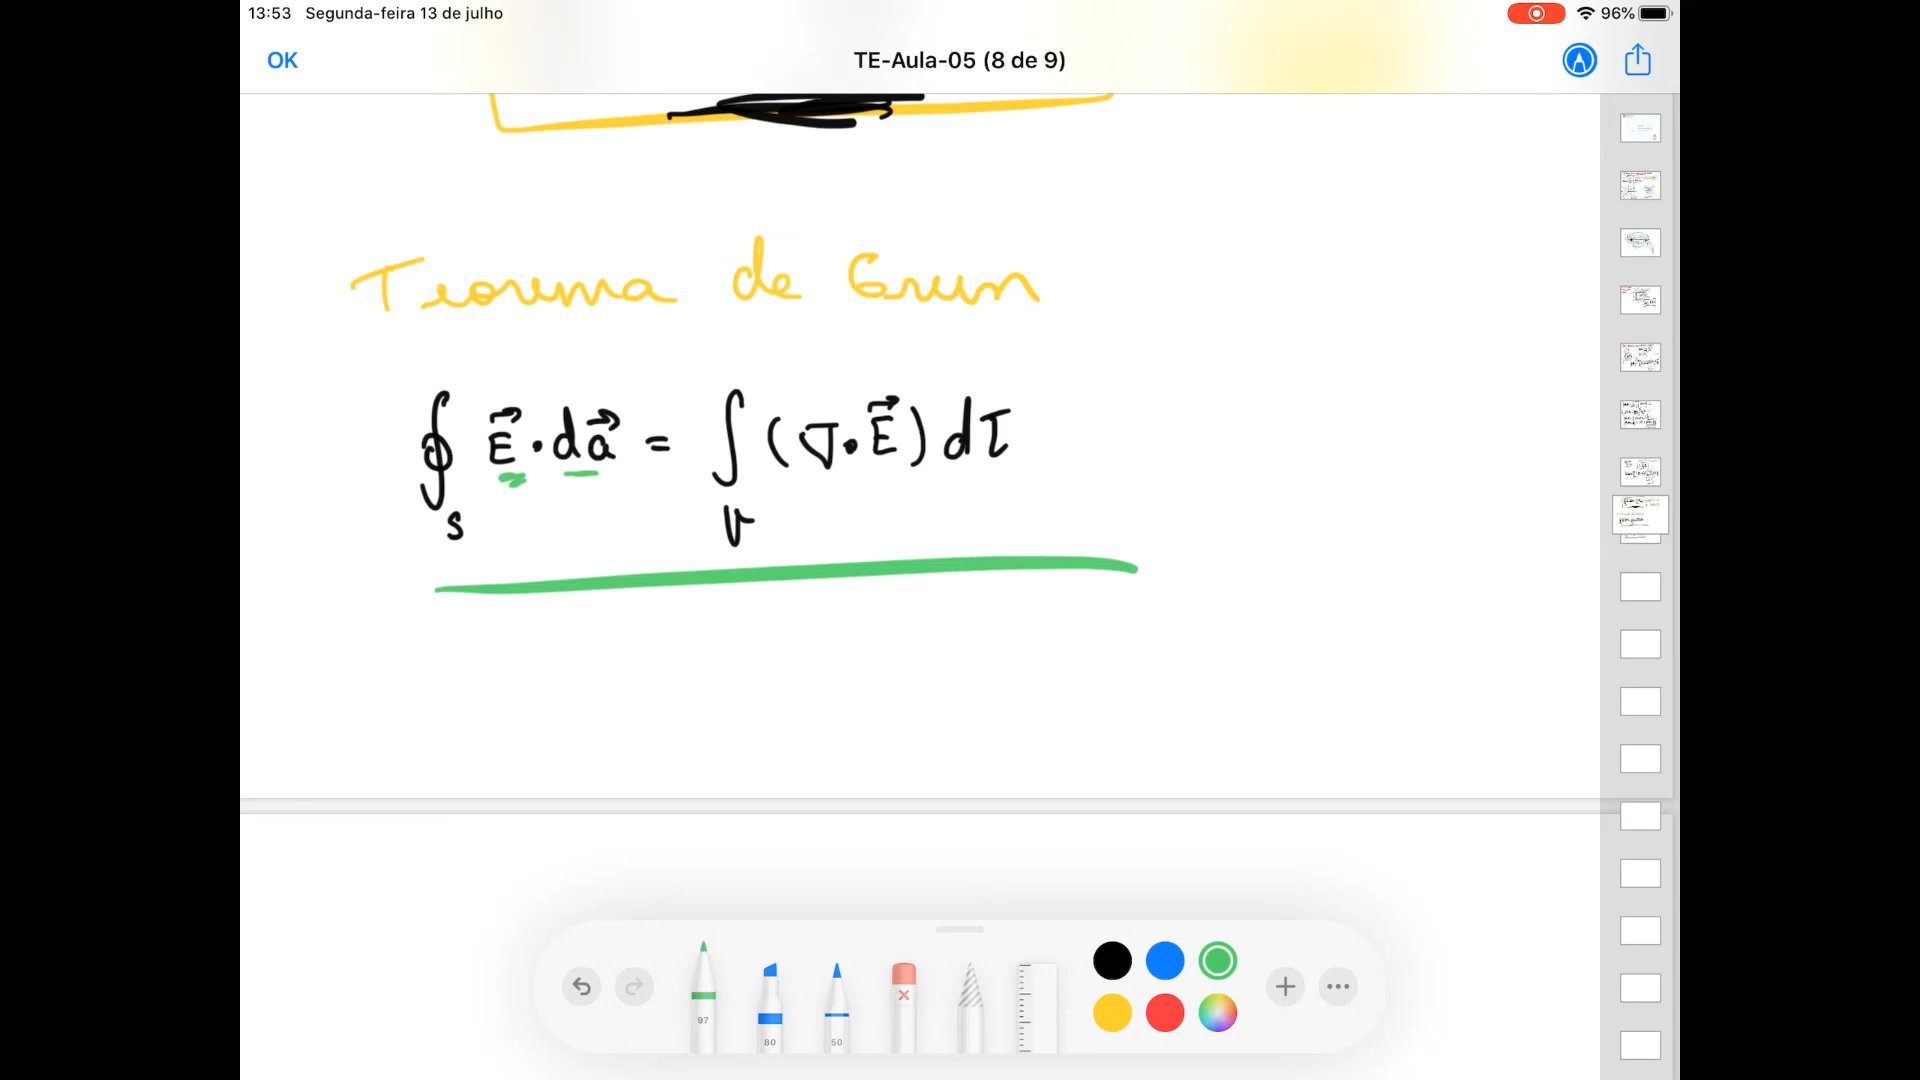 13:53 Segunda-feira 13 de julho 96%
OK TE-Aula-05 (8 de 9)
Teorema de Green
∮ E⃗ · da⃗ = ∫ (∇ · E⃗) dτ
S V
97 80 50